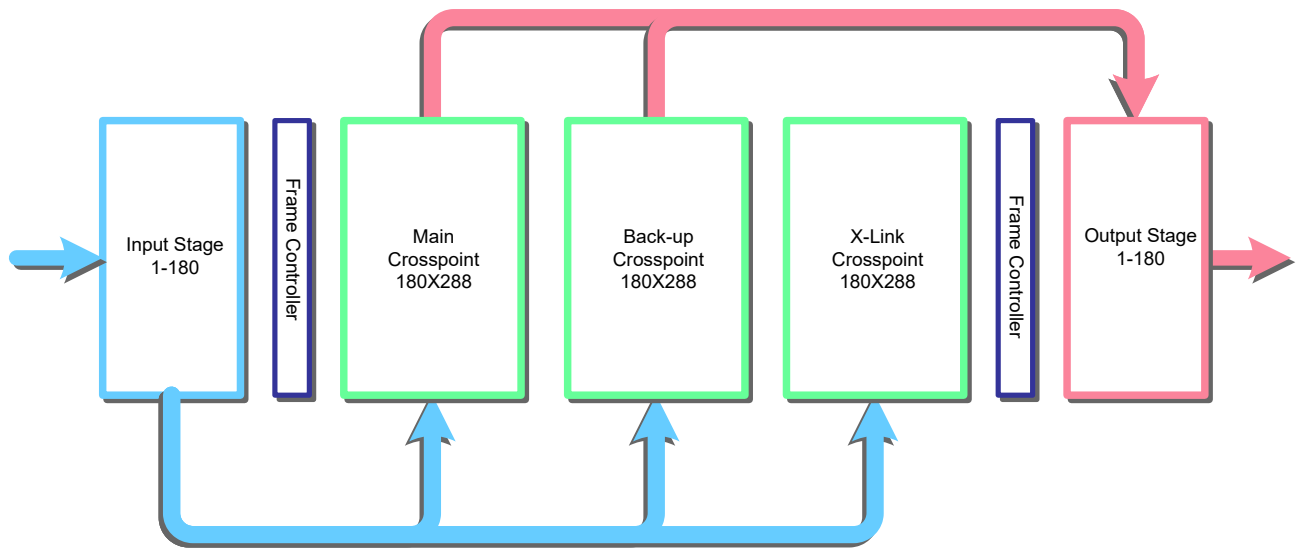 Input Stage
1-180
Frame Controller
Main
Crosspoint
180X288
Back-up
Crosspoint
180X288
X-Link
Crosspoint
180X288
Frame Controller
Output Stage
1-180